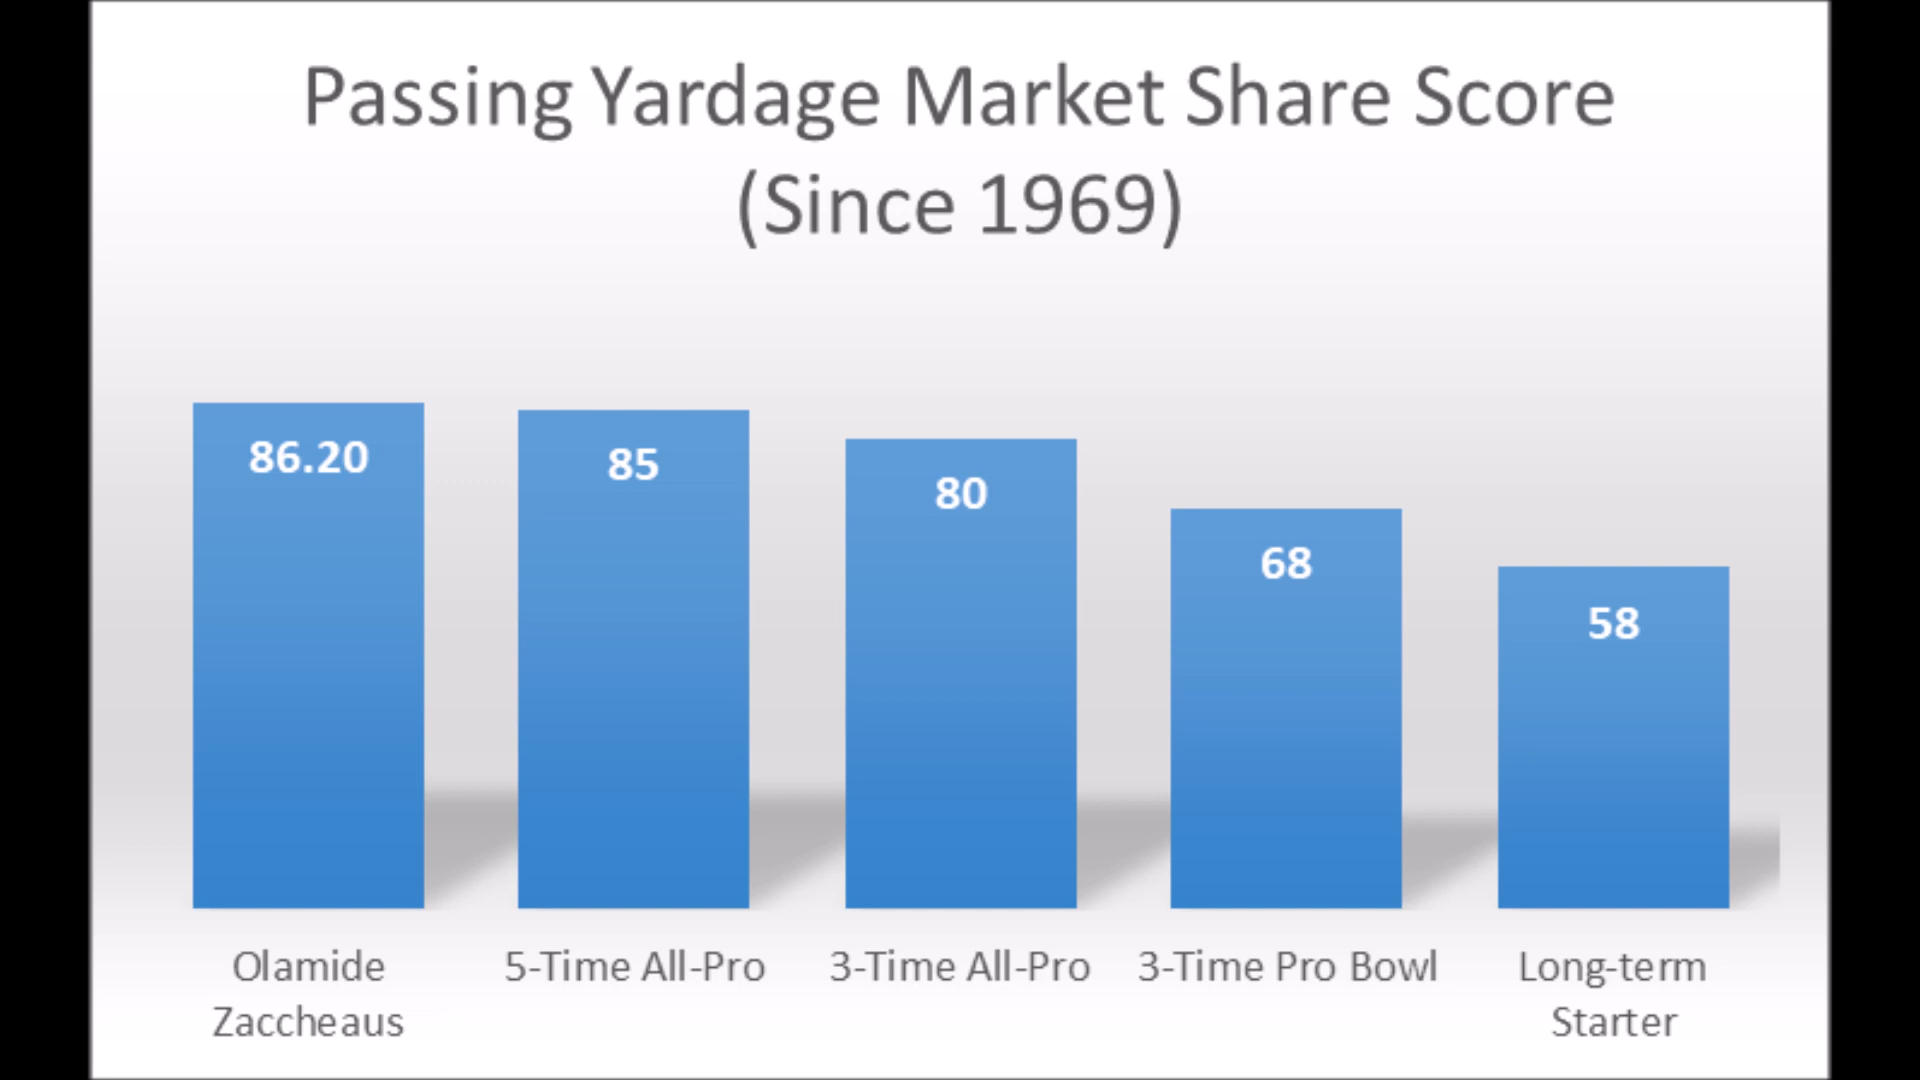 Passing Yardage Market Share Score
(Since 1969)
86.20
85
80
68
58
Olamide
Zaccheaus
5-Time All-Pro
3-Time All-Pro
3-Time Pro Bowl
Long-term
Starter